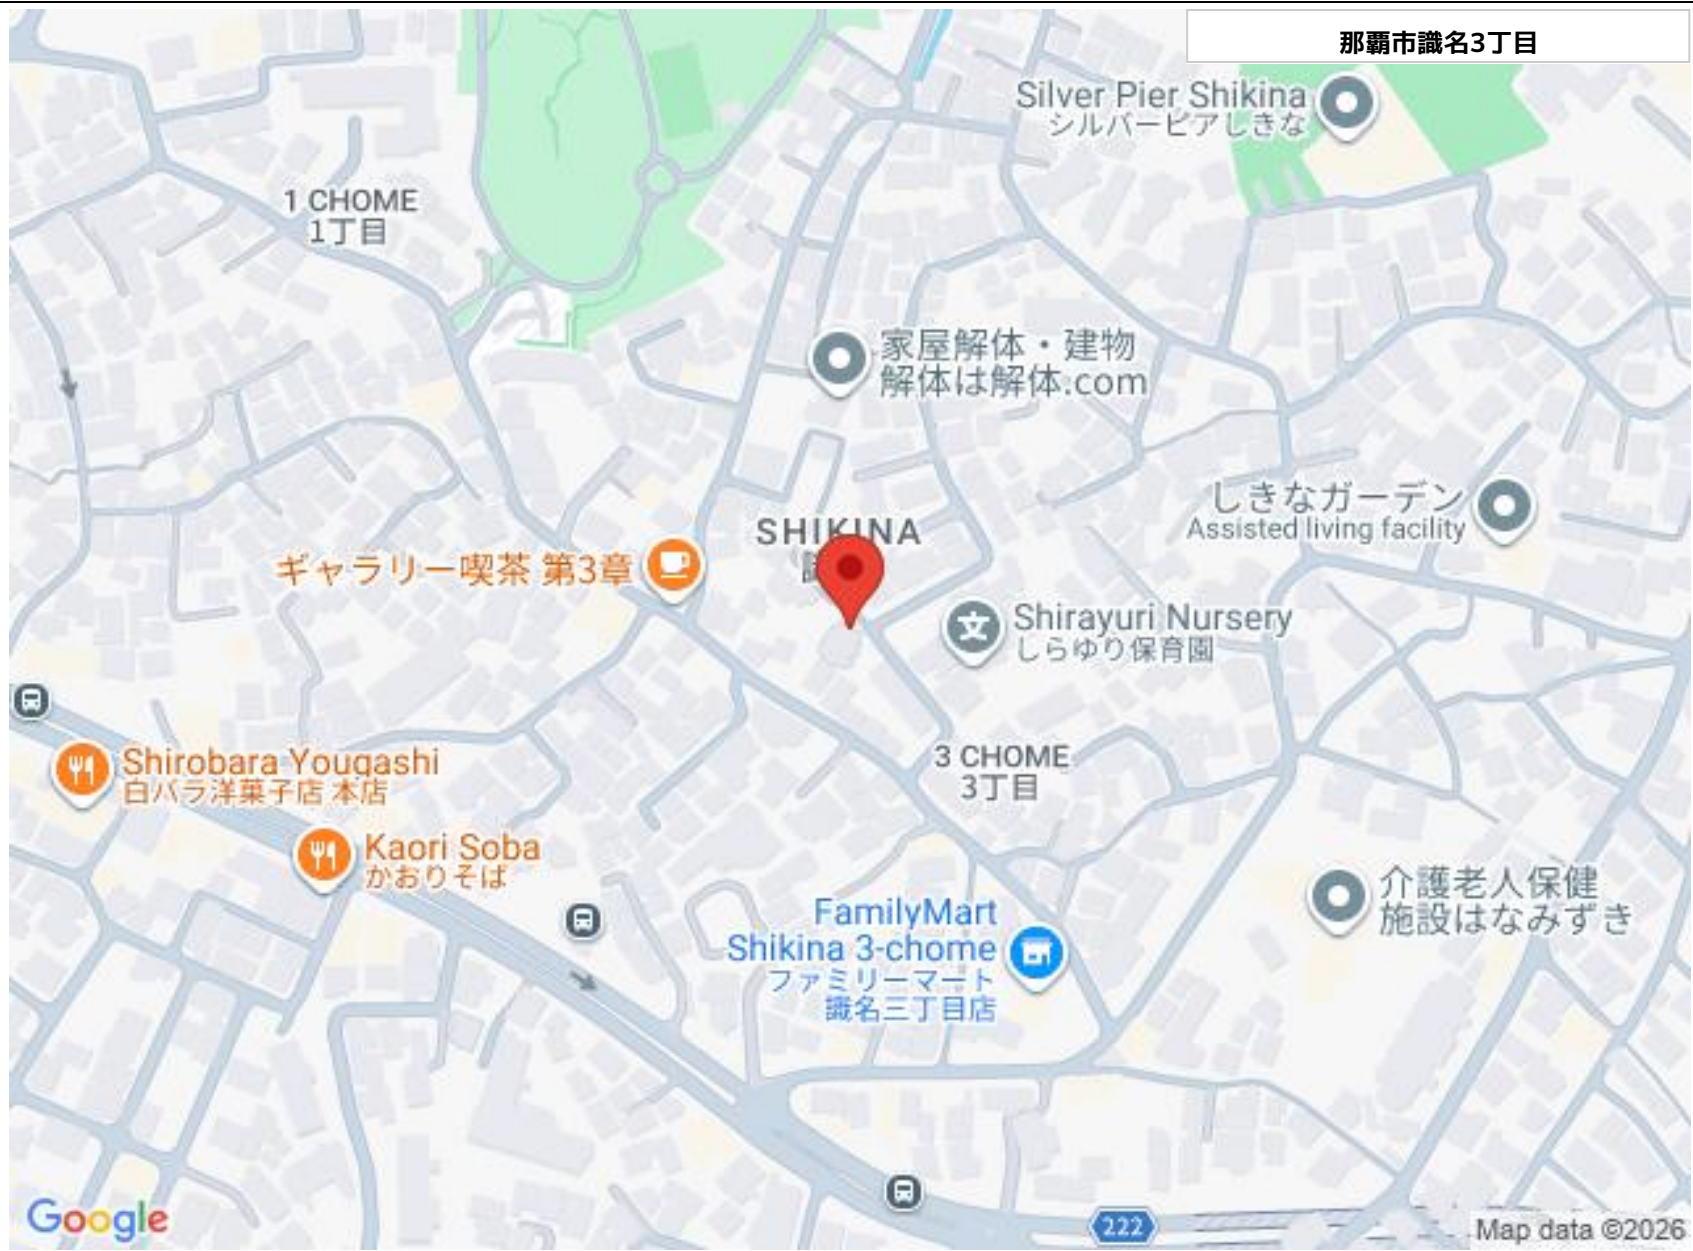 那覇市識名3丁目
Silver Pier Shikina
シルバーピアしきな
1 CHOME
1丁目
家屋解体・建物
解体は解体.com
しきなガーデン
Assisted living facility
SHIKINA
ギャラリー喫茶 第3章
Shirayuri Nursery
しらゆり保育園
Shirobara Yougashi
白バラ洋菓子店 本店
3 CHOME
3丁目
Kaori Soba
かおりそば
介護老人保健
施設はなみずき
FamilyMart
Shikina 3-chome
ファミリーマート
識名三丁目店
222
Google
Map data ©2026